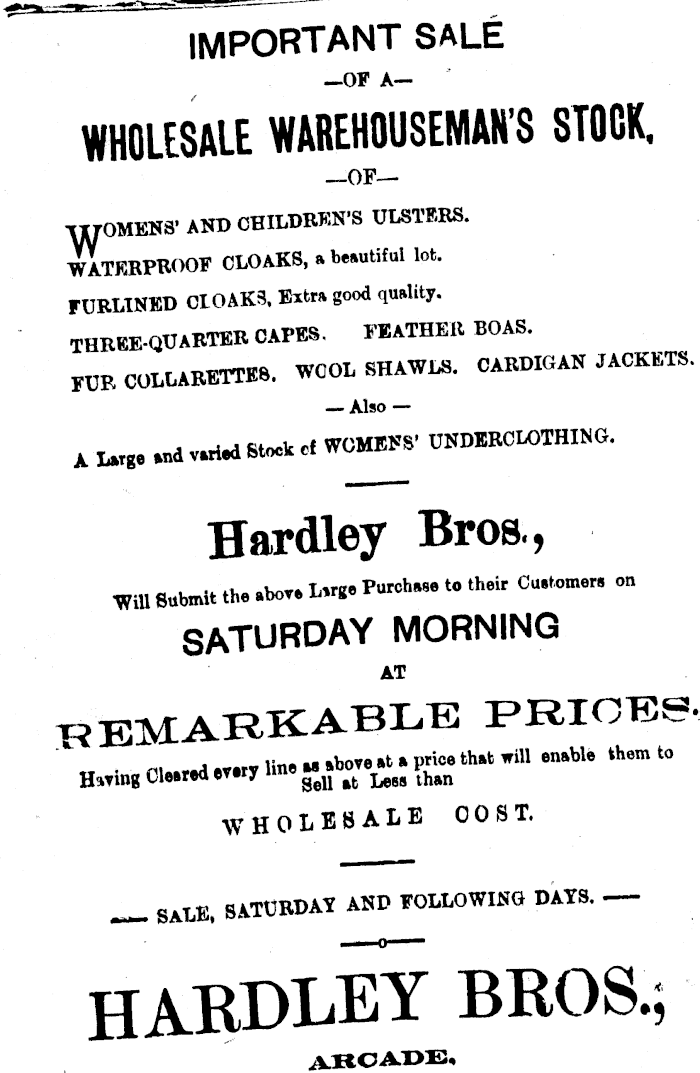 IMPORTANT SALE
—OF A—
WHOLESALE WAREHOUSEMAN'S STOCK,
—OF—
WOMENS' AND CHILDREN'S ULSTERS.
WATERPROOF CLOAKS, a beautiful lot.
FURLINED CLOAKS, Extra good quality.
THREE-QUARTER CAPES. FEATHER BOAS.
FUR COLLARETTES. WOOL SHAWLS. CARDIGAN JACKETS.
— Also —
A Large and varied Stock of WOMENS' UNDERCLOTHING.
Hardley Bros.,
Will Submit the above Large Purchase to their Customers on
SATURDAY MORNING
AT
REMARKABLE PRICES.
Having Cleared every line as above at a price that will enable them to
Sell at Less than
WHOLESALE COST.
— SALE, SATURDAY AND FOLLOWING DAYS. —
—o—
HARDLEY BROS.,
ARCADE.